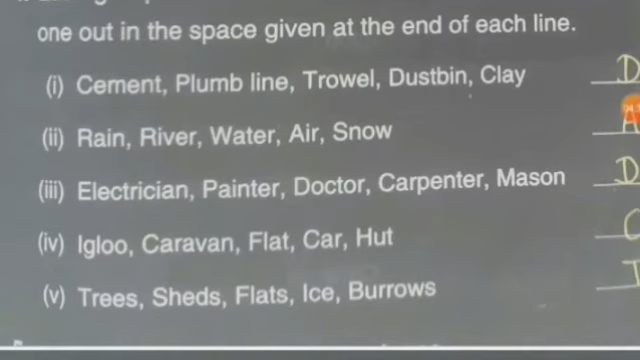 one out in the space given at the end of each line.
(i) Cement, Plumb line, Trowel, Dustbin, Clay D
(ii) Rain, River, Water, Air, Snow A
(iii) Electrician, Painter, Doctor, Carpenter, Mason D
(iv) Igloo, Caravan, Flat, Car, Hut C
(v) Trees, Sheds, Flats, Ice, Burrows I